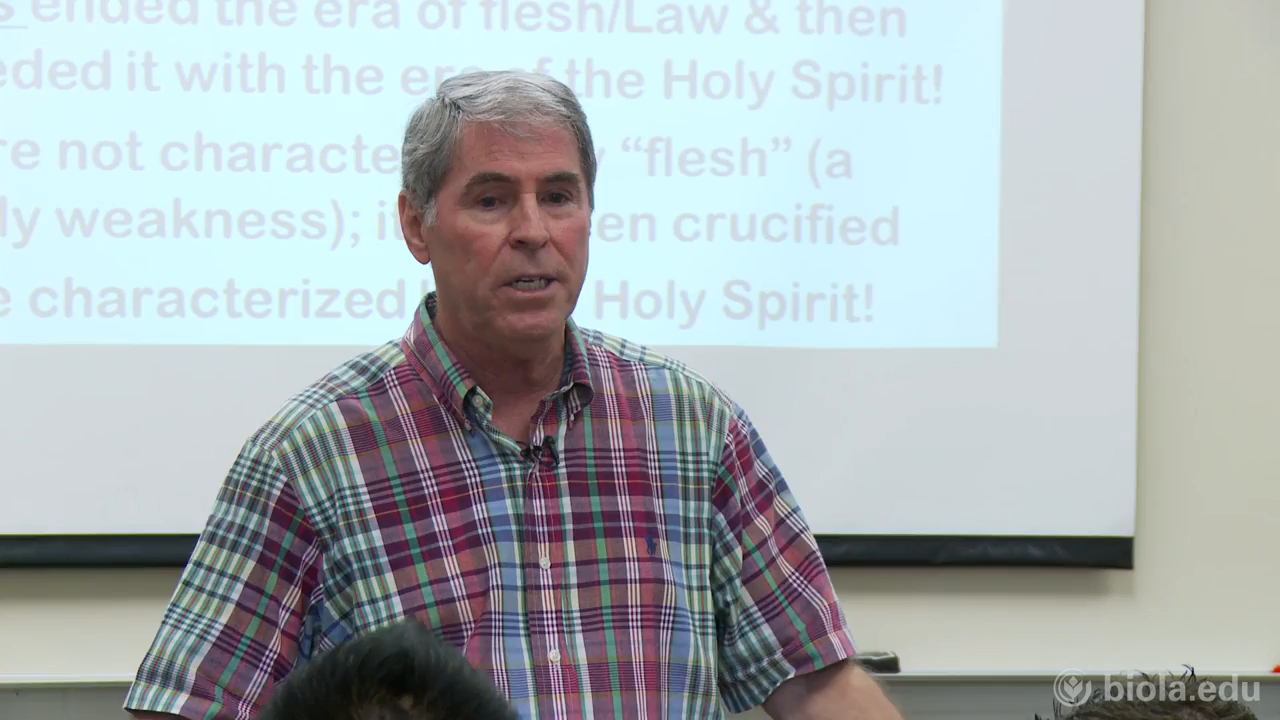 ended the era of flesh/Law & then
eded it with the era of the Holy Spirit!
re not characte “flesh” (a
ly weakness); i en crucified
e characterized Holy Spirit!
biola.edu